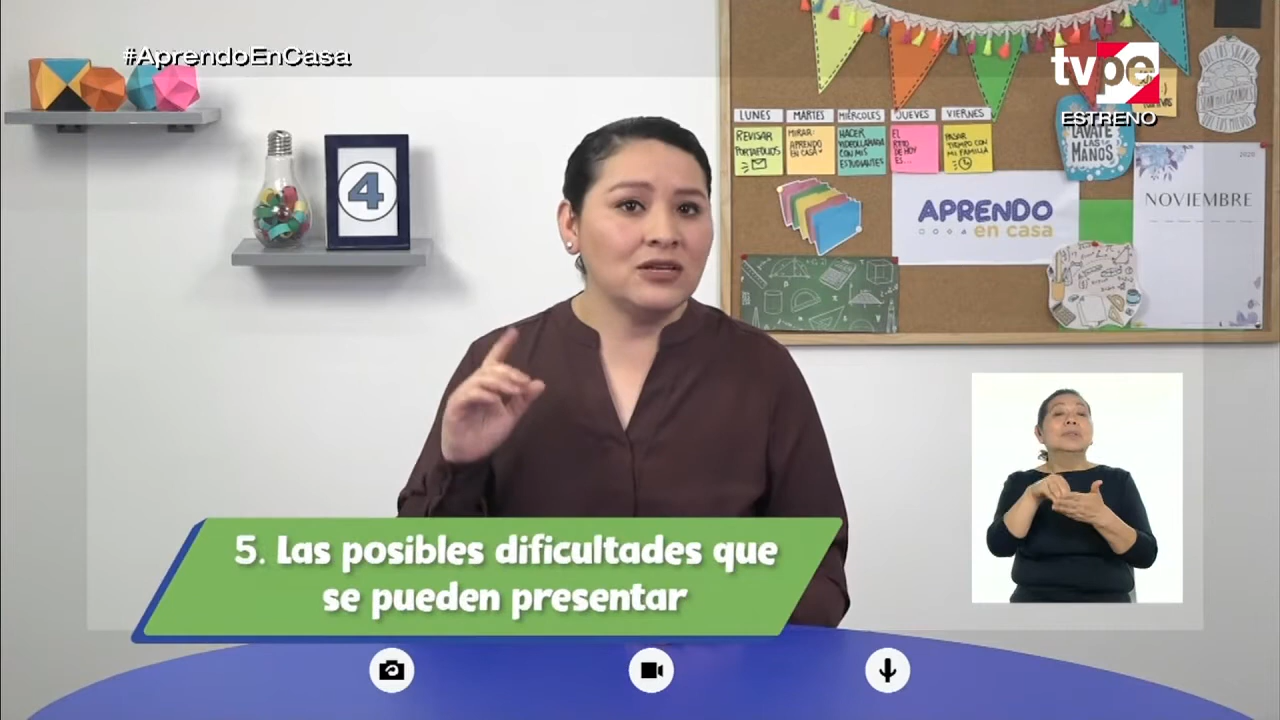 #AprendoEnCasa
tvpe
ESTRENO
4
LUNES
MARTES
MIÉRCOLES
JUEVES
VIERNES
REVISAR
PORTAFOLIOS
MIRAR:
APRENDO
EN CASA
HACER
VIDEOLLAMADA
CON MIS
ESTUDIANTES
EL
RETO
DE HOY
ES...
PASAR
TIEMPO CON
MI FAMILIA
LÁVATE
LAS
MANOS
2020
NOVIEMBRE
APRENDO
en casa
5. Las posibles dificultades que
se pueden presentar